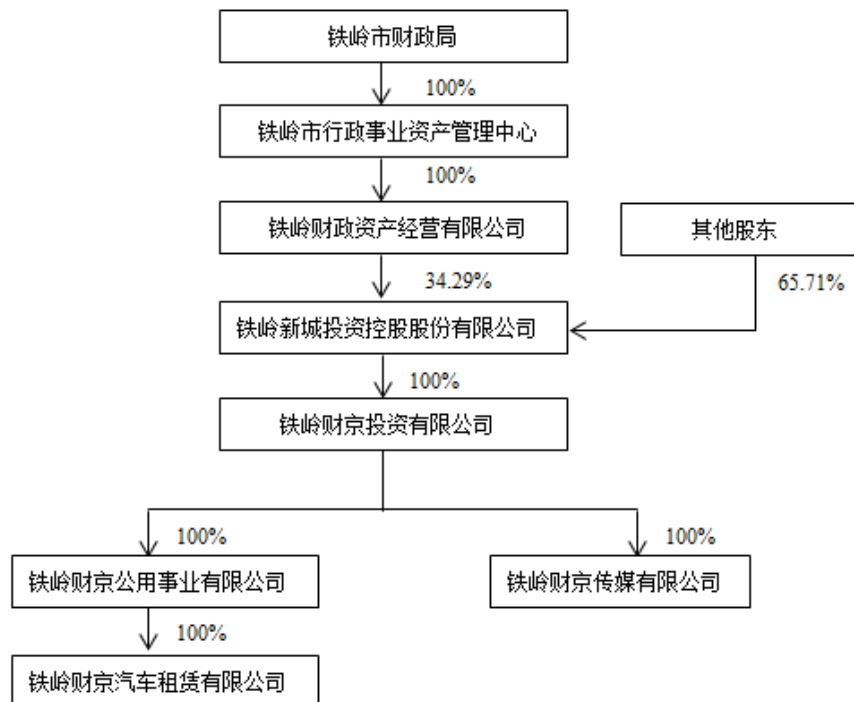 铁岭市财政局
100%
铁岭市行政事业资产管理中心
100%
铁岭财政资产经营有限公司
其他股东
34.29%
65.71%
铁岭新城投资控股股份有限公司
100%
铁岭财京投资有限公司
100%
100%
铁岭财京公用事业有限公司
铁岭财京传媒有限公司
100%
铁岭财京汽车租赁有限公司